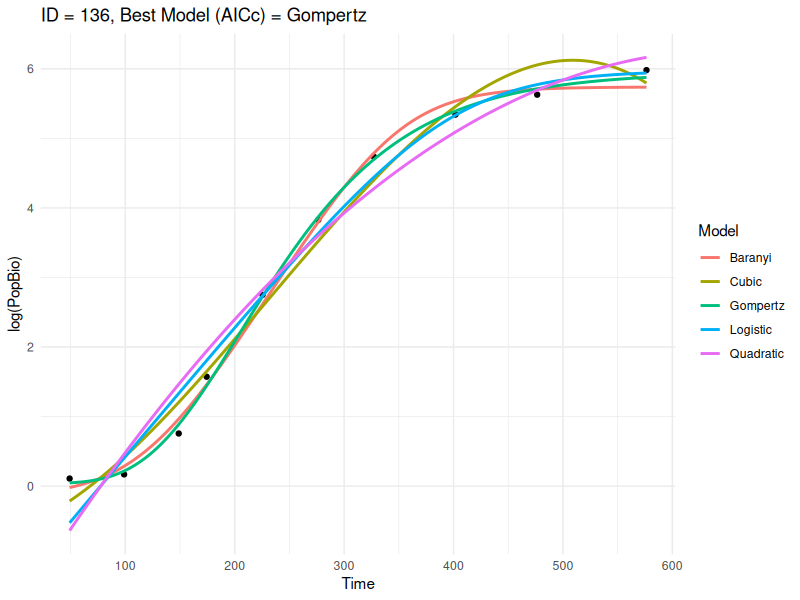 ID = 136, Best Model (AICc) = Gompertz
6
4
2
0
log(PopBio)
100 200 300 400 500 600
Time
Model
Baranyi
Cubic
Gompertz
Logistic
Quadratic